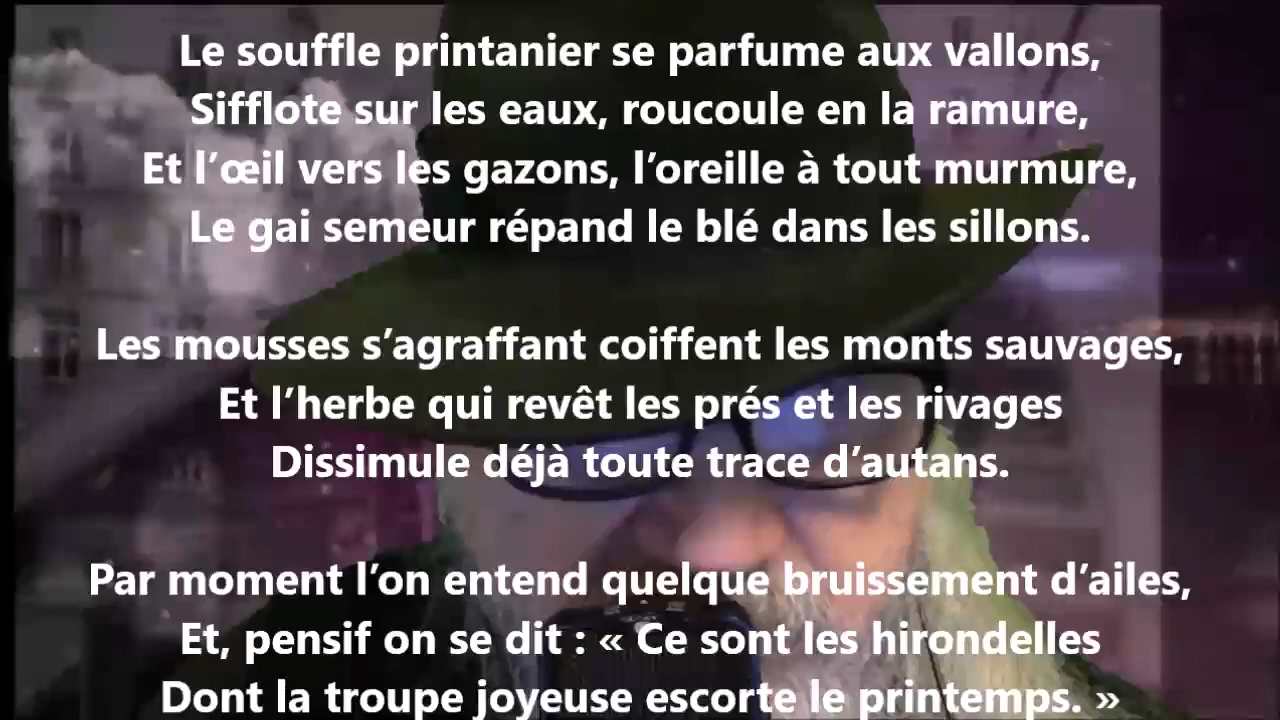 Le souffle printanier se parfume aux vallons,
Sifflote sur les eaux, roucoule en la ramure,
Et l’œil vers les gazons, l’oreille à tout murmure,
Le gai semeur répand le blé dans les sillons.
Les mousses s’agraffant coiffent les monts sauvages,
Et l’herbe qui revêt les prés et les rivages
Dissimule déjà toute trace d’autans.
Par moment l’on entend quelque bruissement d’ailes,
Et, pensif on se dit : « Ce sont les hirondelles
Dont la troupe joyeuse escorte le printemps. »